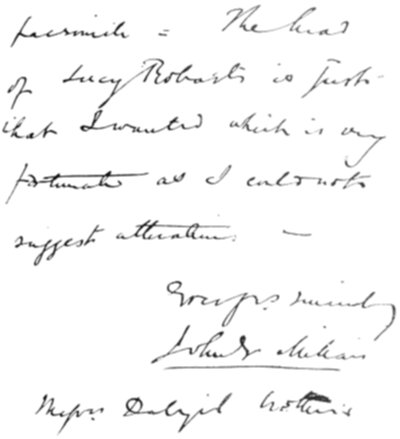 facsimile = The head
of Lucy Robarts is just
what I wanted which is very
fortunate as I could not
suggest alteration. —
Yours sincerely
John E Millais
Messrs Dalziel Brothers